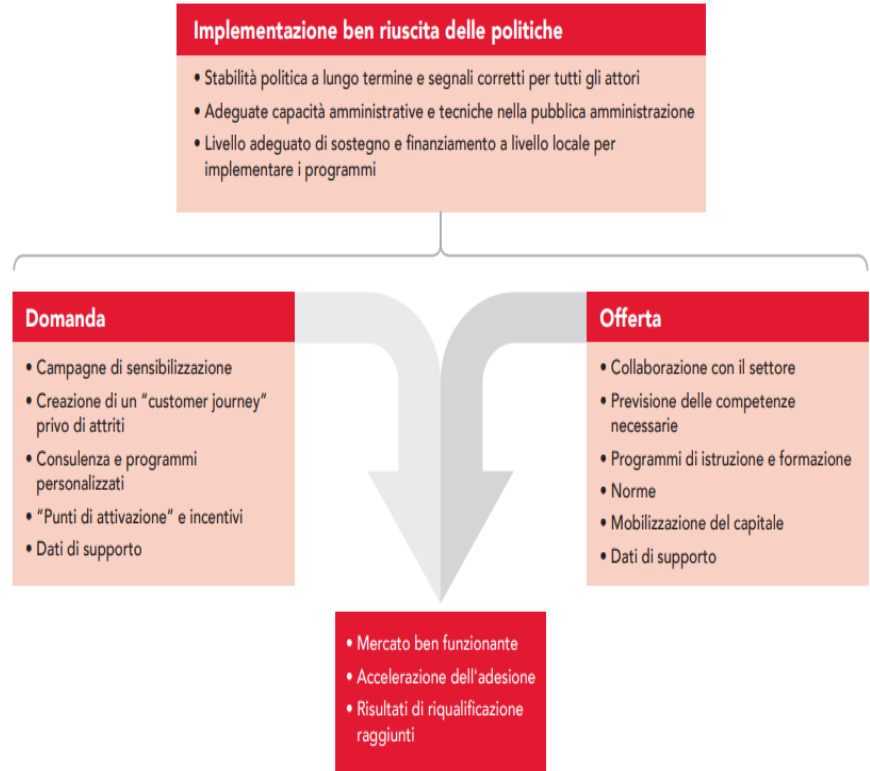 Implementazione ben riuscita delle politiche
• Stabilità politica a lungo termine e segnali corretti per tutti gli attori
• Adeguate capacità amministrative e tecniche nella pubblica amministrazione
• Livello adeguato di sostegno e finanziamento a livello locale per
implementare i programmi
Domanda
• Campagne di sensibilizzazione
• Creazione di un “customer journey”
privo di attriti
• Consulenza e programmi
personalizzati
• “Punti di attivazione” e incentivi
• Dati di supporto
Offerta
• Collaborazione con il settore
• Previsione delle competenze
necessarie
• Programmi di istruzione e formazione
• Norme
• Mobilizzazione del capitale
• Dati di supporto
• Mercato ben funzionante
• Accelerazione dell'adesione
• Risultati di riqualificazione
raggiunti